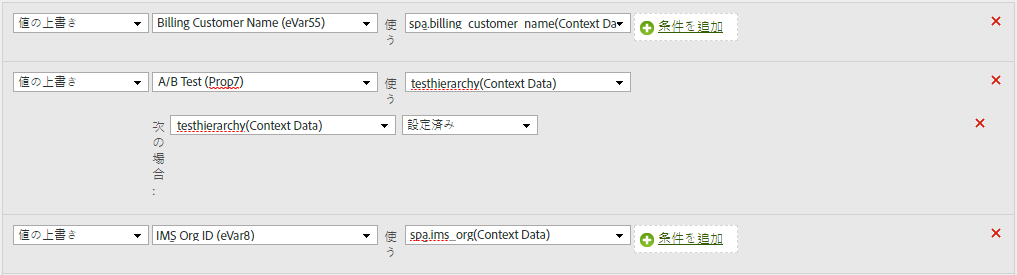 値の上書き Billing Customer Name (eVar55) 使う spa.billing_customer_name(Context Da 条件を追加
値の上書き A/B Test (Prop7) 使う testhierarchy(Context Data)
次の場合: testhierarchy(Context Data) 設定済み
値の上書き IMS Org ID (eVar8) 使う spa.ims_org(Context Data) 条件を追加